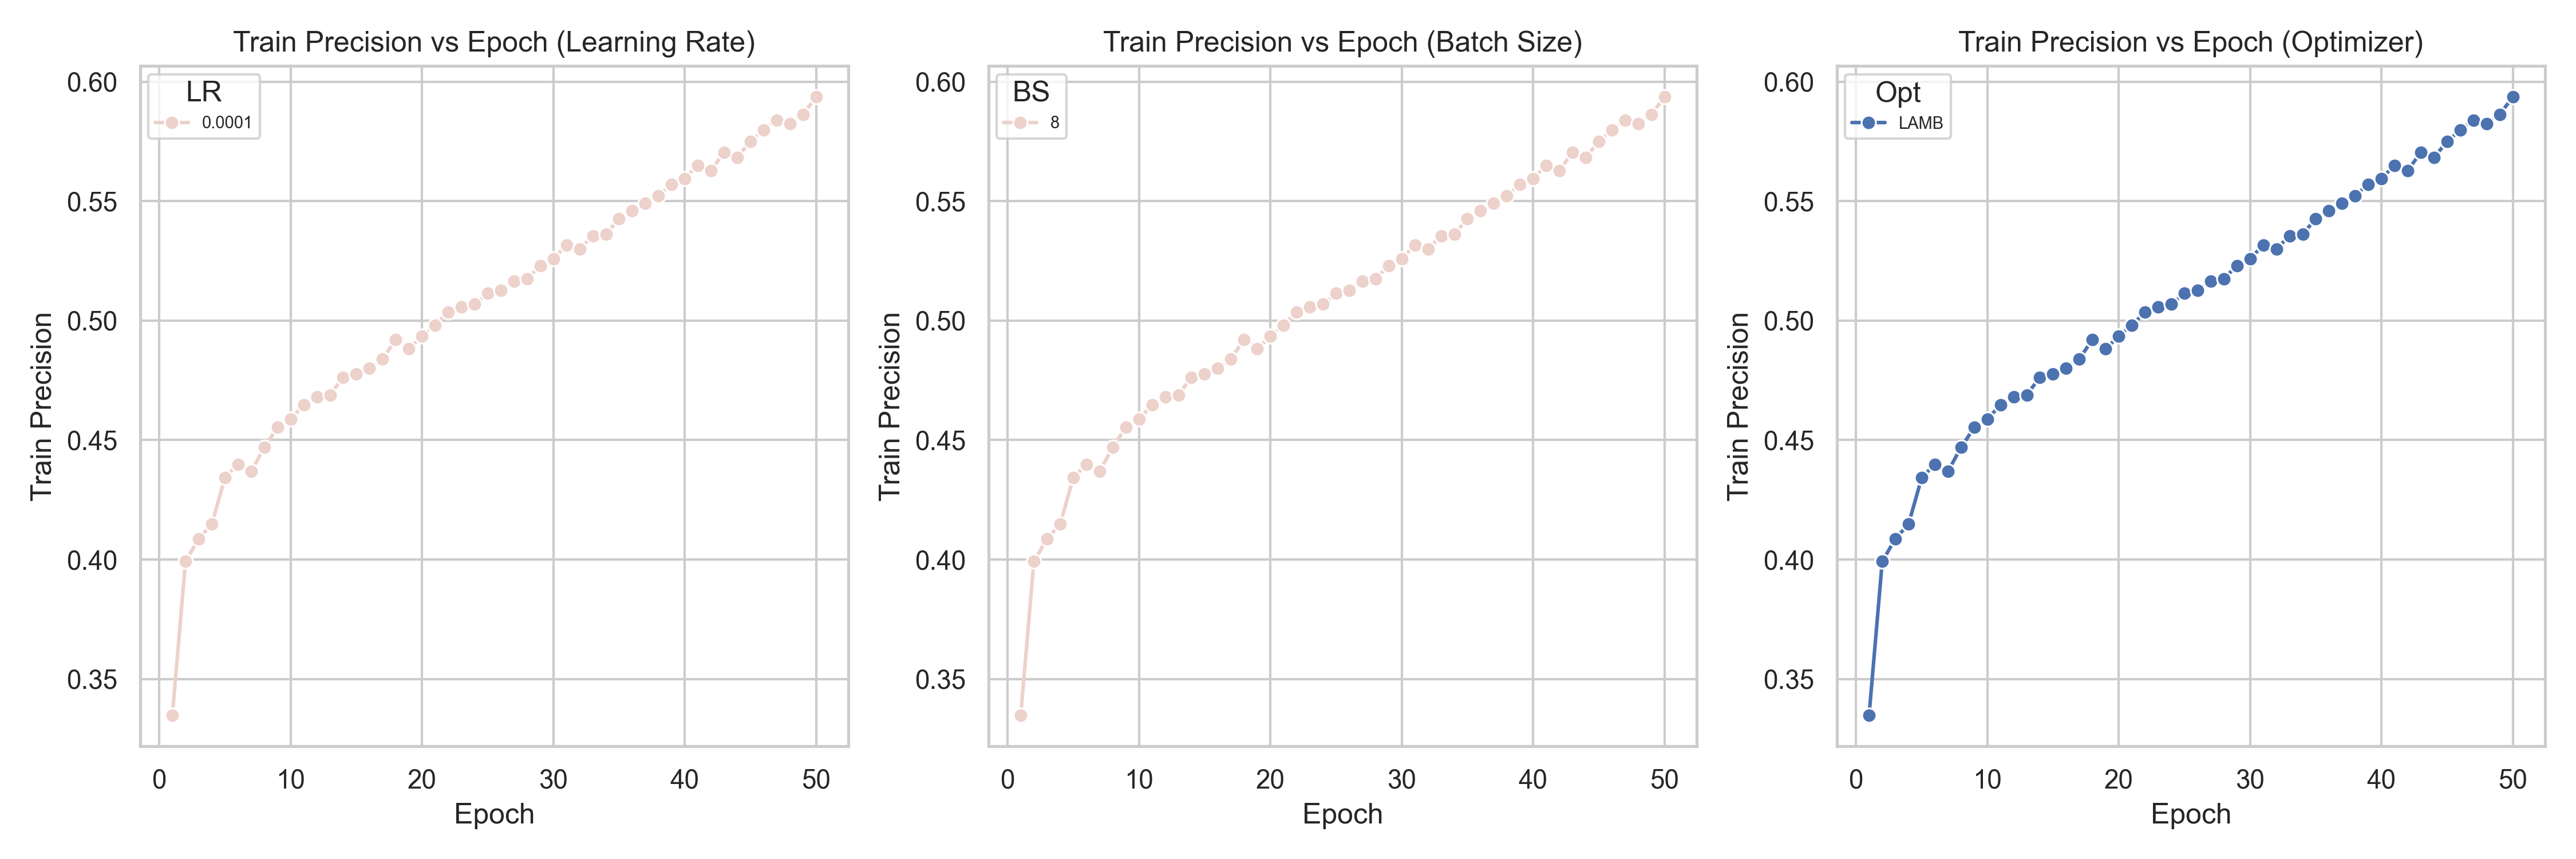 Train Precision vs Epoch (Learning Rate)
LR
0.0001
0.60
0.55
0.50
0.45
0.40
0.35
Train Precision
0 10 20 30 40 50
Epoch
Train Precision vs Epoch (Batch Size)
BS
8
0.60
0.55
0.50
0.45
0.40
0.35
Train Precision
0 10 20 30 40 50
Epoch
Train Precision vs Epoch (Optimizer)
Opt
LAMB
0.60
0.55
0.50
0.45
0.40
0.35
Train Precision
0 10 20 30 40 50
Epoch